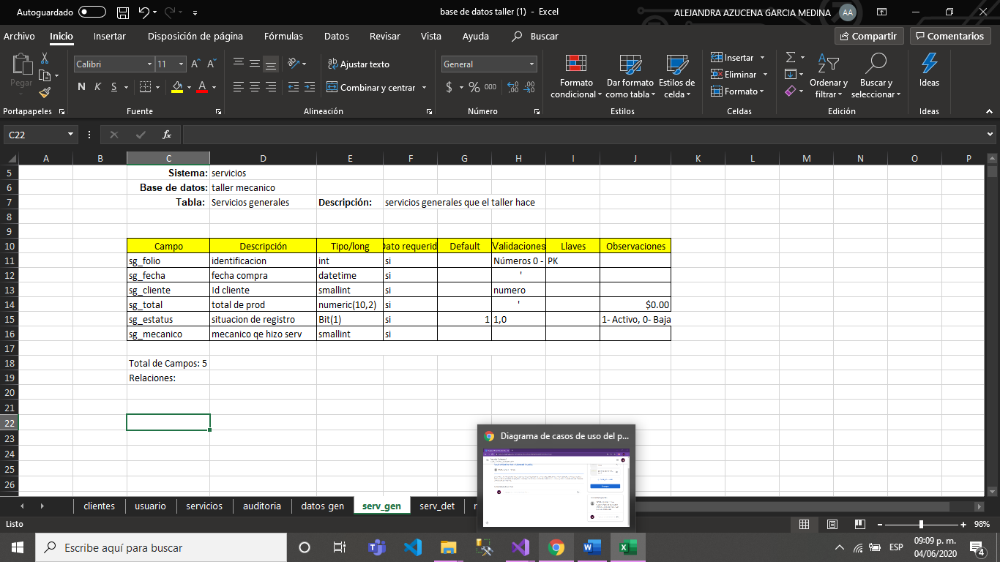 Autoguardado
base de datos taller (1) - Excel
ALEJANDRA AZUCENA GARCIA MEDINA
AA
Archivo Inicio Insertar Disposición de página Fórmulas Datos Revisar Vista Ayuda Buscar
Compartir Comentarios
Pegar
Calibri 11
N K S
Ajustar texto
Combinar y centrar
General
$ % 000
Formato condicional
Dar formato como tabla
Estilos de celda
Insertar
Eliminar
Formato
Ordenar y filtrar
Buscar y seleccionar
Ideas
Portapapeles Fuente Alineación Número Estilos Celdas Edición Ideas
C22 fx
A B C D E F G H I J K L M N O P
5 Sistema: servicios
6 Base de datos: taller mecanico
7 Tabla: Servicios generales Descripción: servicios generales que el taller hace
8
9
10 Campo Descripción Tipo/long Dato requerid Default Validaciones Llaves Observaciones
11 sg_folio identificacion int si Números 0 - PK
12 sg_fecha fecha compra datetime si '
13 sg_cliente Id cliente smallint si numero
14 sg_total total de prod numeric(10,2) si ' $0.00
15 sg_estatus situacion de registro Bit(1) si 1 1,0 1- Activo, 0- Baja
16 sg_mecanico mecanico qe hizo serv smallint si
17
18 Total de Campos: 5
19 Relaciones:
20
21
22
23
24
25
26
Diagrama de casos de uso del p...
clientes usuario servicios auditoria datos gen serv_gen serv_det
Listo
98%
Escribe aquí para buscar
ESP
09:09 p. m.
04/06/2020
4